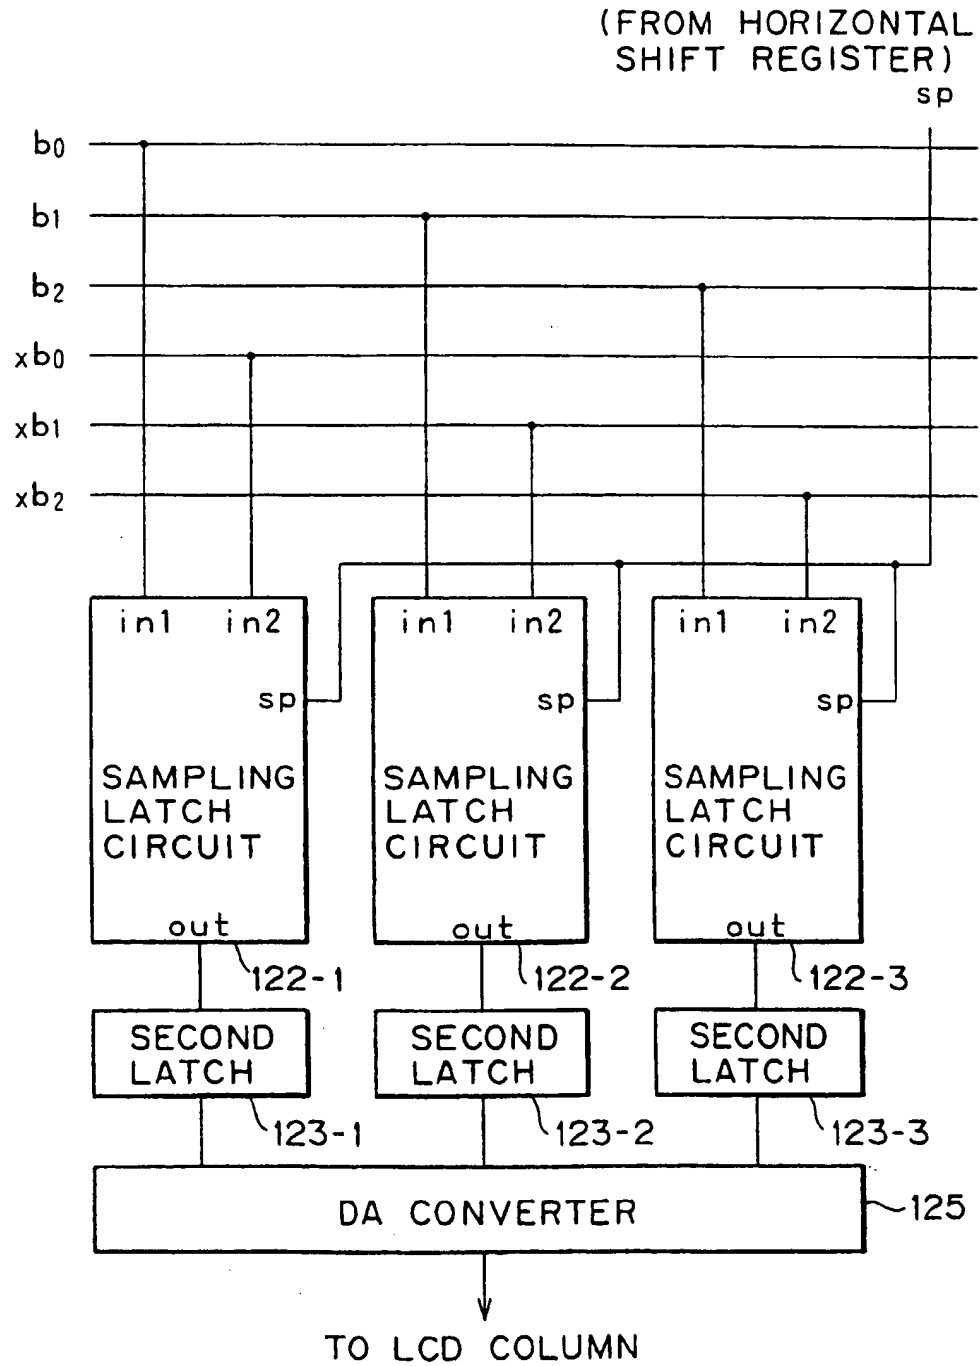 (FROM HORIZONTAL
SHIFT REGISTER)
sp
b0
b1
b2
xb0
xb1
xb2
in1 in2
in1 in2
in1 in2
sp
sp
sp
SAMPLING
LATCH
CIRCUIT
SAMPLING
LATCH
CIRCUIT
SAMPLING
LATCH
CIRCUIT
out
out
out
122-1
122-2
122-3
SECOND
LATCH
SECOND
LATCH
SECOND
LATCH
123-1
123-2
123-3
DA CONVERTER
125
TO LCD COLUMN